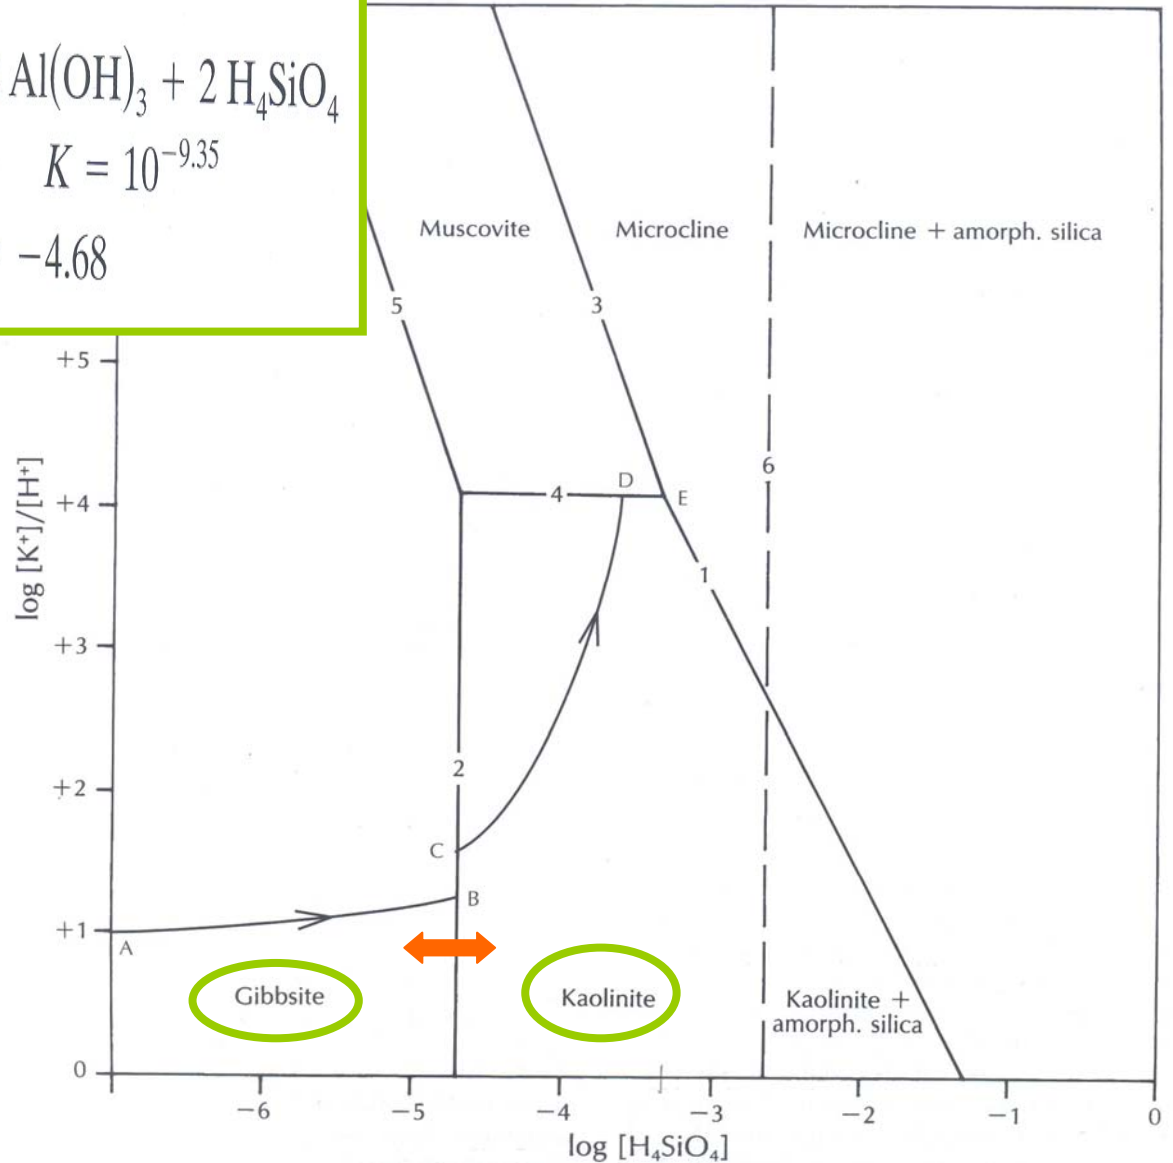 Al(OH)₃ + 2 H₄SiO₄
K = 10⁻⁹·³⁵
−4.68
Muscovite
Microcline
Microcline + amorph. silica
5
3
+5
6
D
4
E
+4
log [K⁺]/[H⁺]
1
+3
2
+2
C
B
+1
A
Gibbsite
Kaolinite
Kaolinite +
amorph. silica
0
−6
−5
−4
−3
−2
−1
0
log [H₄SiO₄]